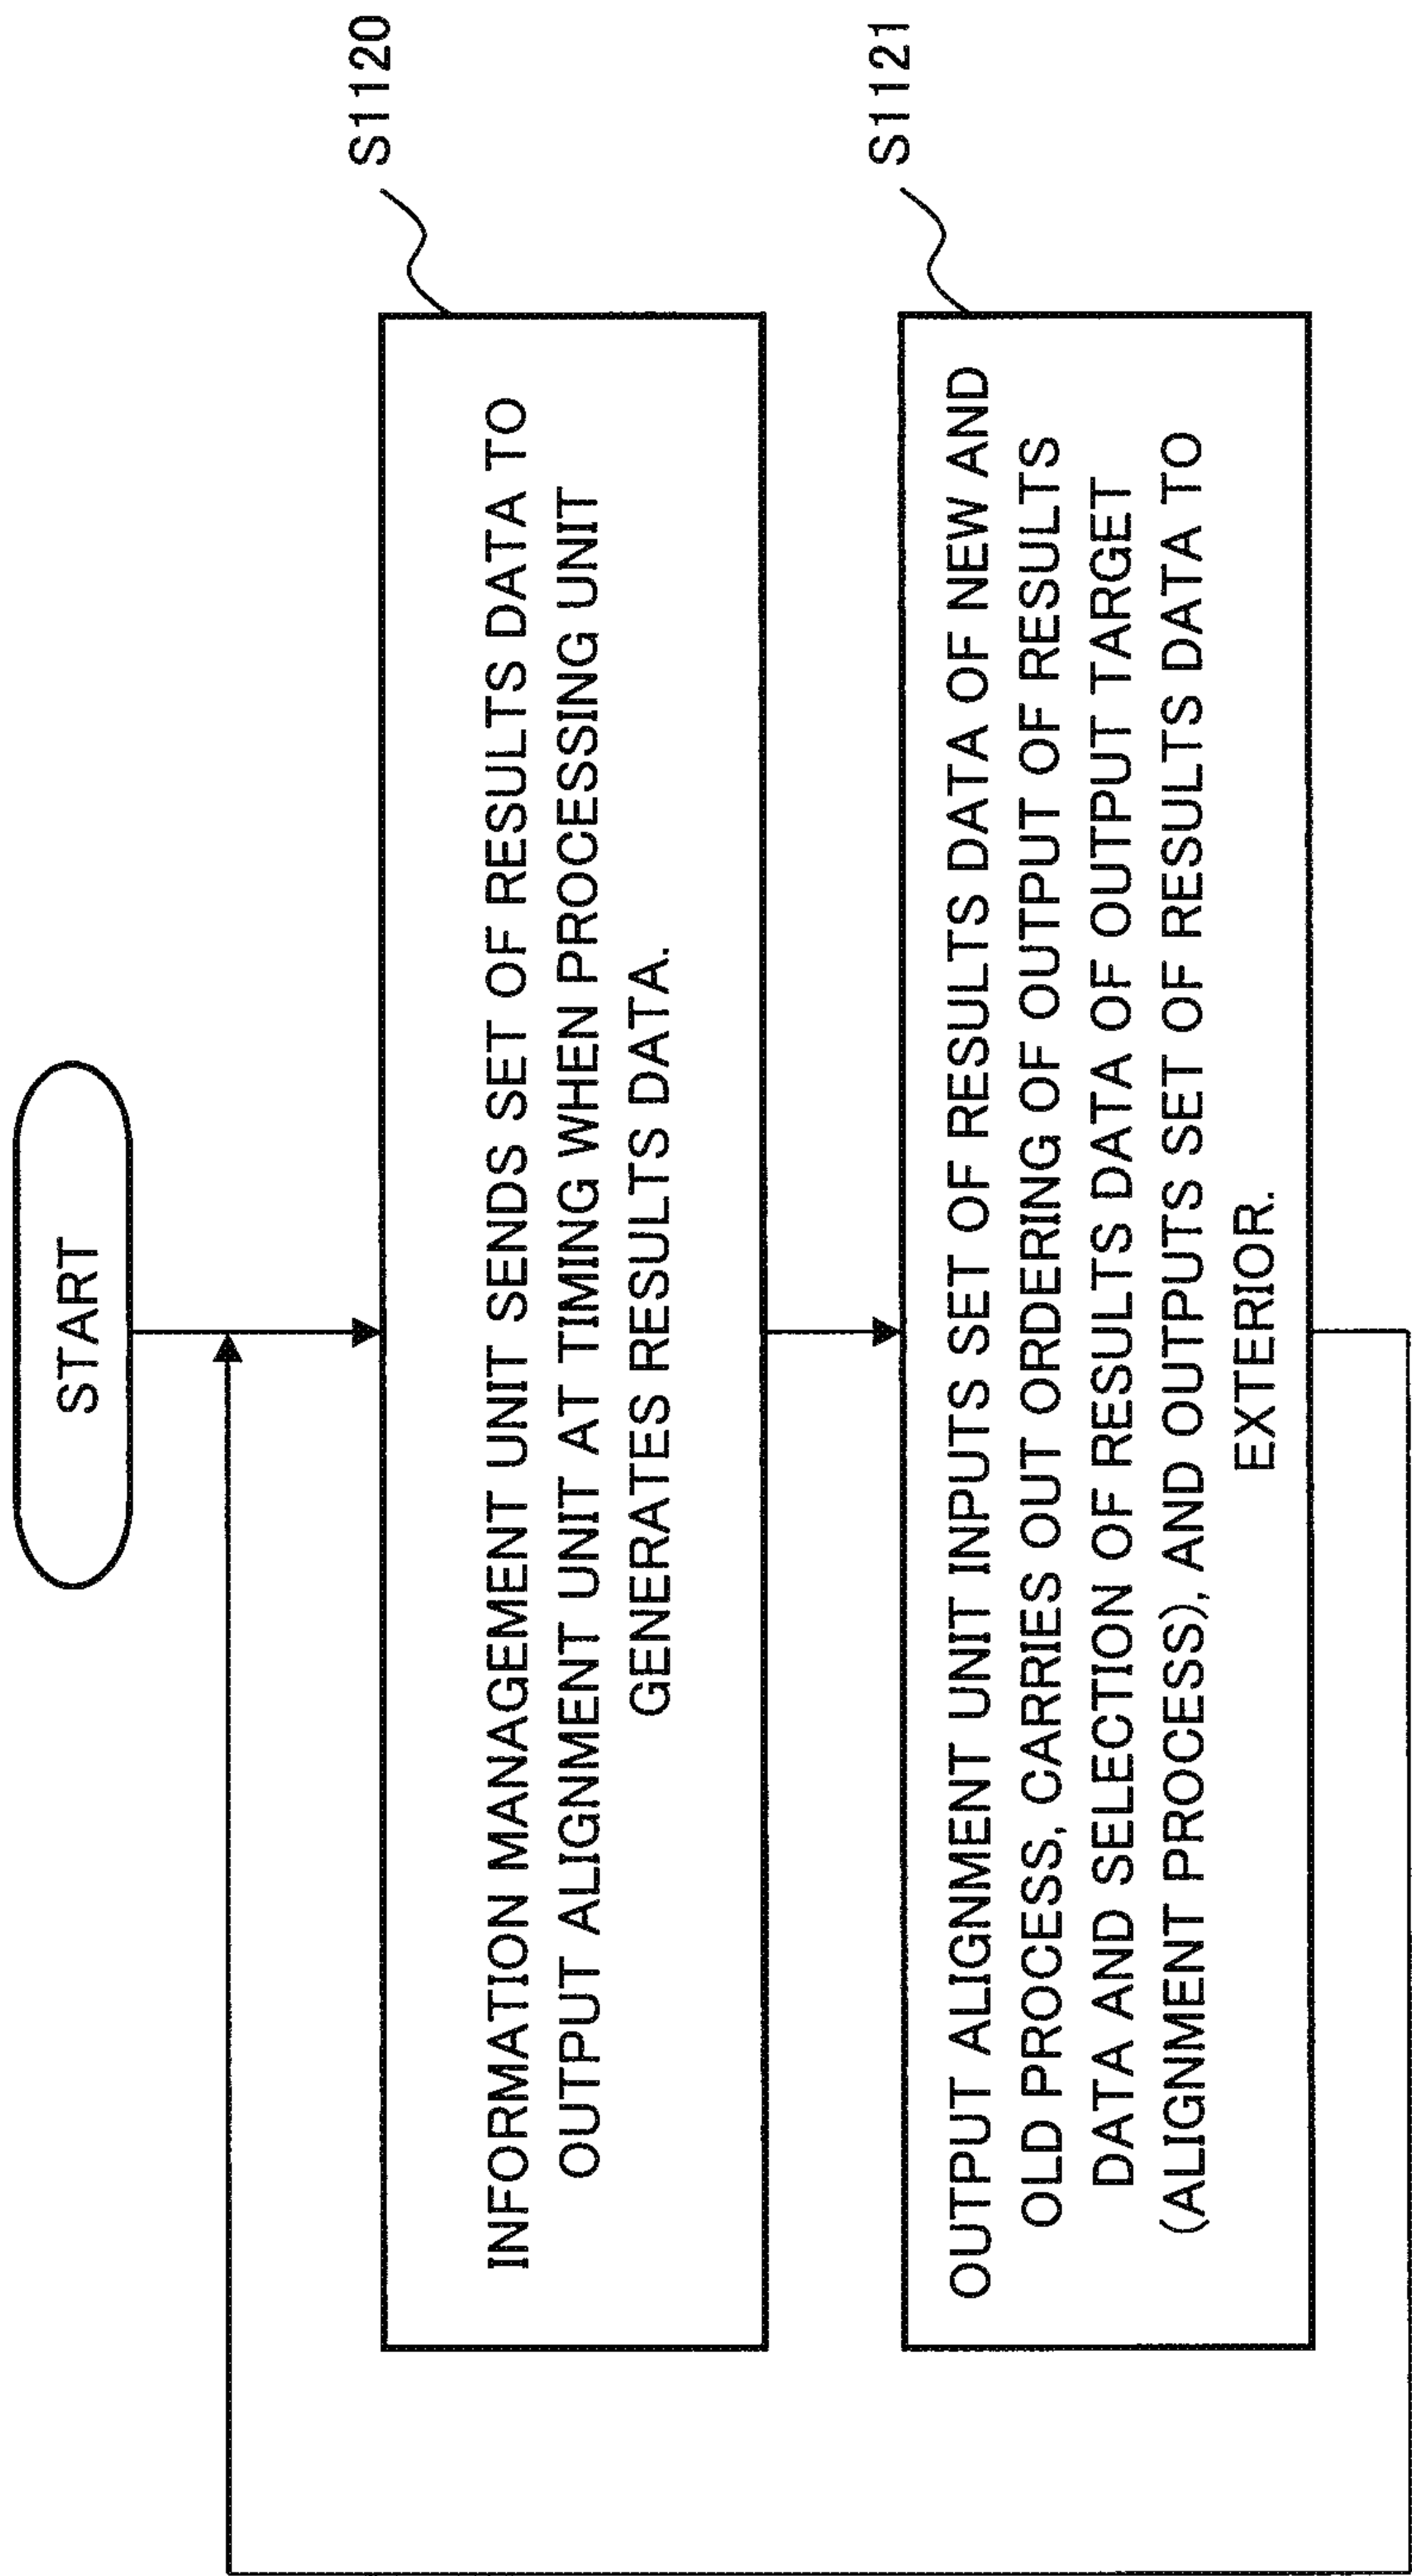 START
S1120
INFORMATION MANAGEMENT UNIT SENDS SET OF RESULTS DATA TO
OUTPUT ALIGNMENT UNIT AT TIMING WHEN PROCESSING UNIT
GENERATES RESULTS DATA.
S1121
OUTPUT ALIGNMENT UNIT INPUTS SET OF RESULTS DATA OF NEW AND
OLD PROCESS, CARRIES OUT ORDERING OF OUTPUT OF RESULTS
DATA AND SELECTION OF RESULTS DATA OF OUTPUT TARGET
(ALIGNMENT PROCESS), AND OUTPUTS SET OF RESULTS DATA TO
EXTERIOR.